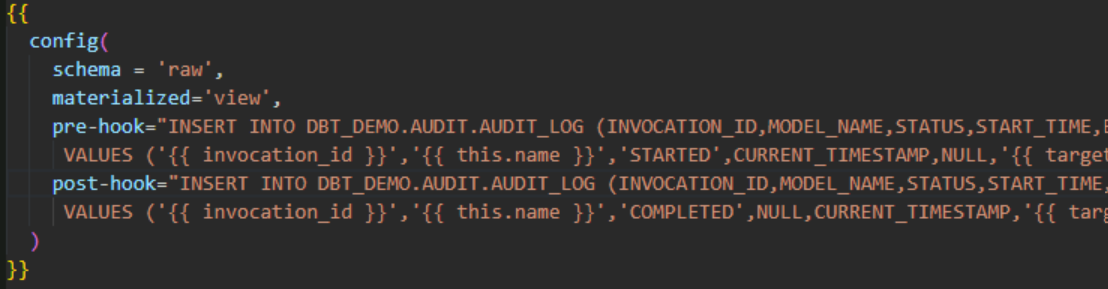 {{
config(
schema = 'raw',
materialized='view',
pre-hook="INSERT INTO DBT_DEMO.AUDIT.AUDIT_LOG (INVOCATION_ID,MODEL_NAME,STATUS,START_TIME,
VALUES ('{{ invocation_id }}','{{ this.name }}','STARTED',CURRENT_TIMESTAMP,NULL,'{{ target
post-hook="INSERT INTO DBT_DEMO.AUDIT.AUDIT_LOG (INVOCATION_ID,MODEL_NAME,STATUS,START_TIME,
VALUES ('{{ invocation_id }}','{{ this.name }}','COMPLETED',NULL,CURRENT_TIMESTAMP,'{{ targ
)
}}